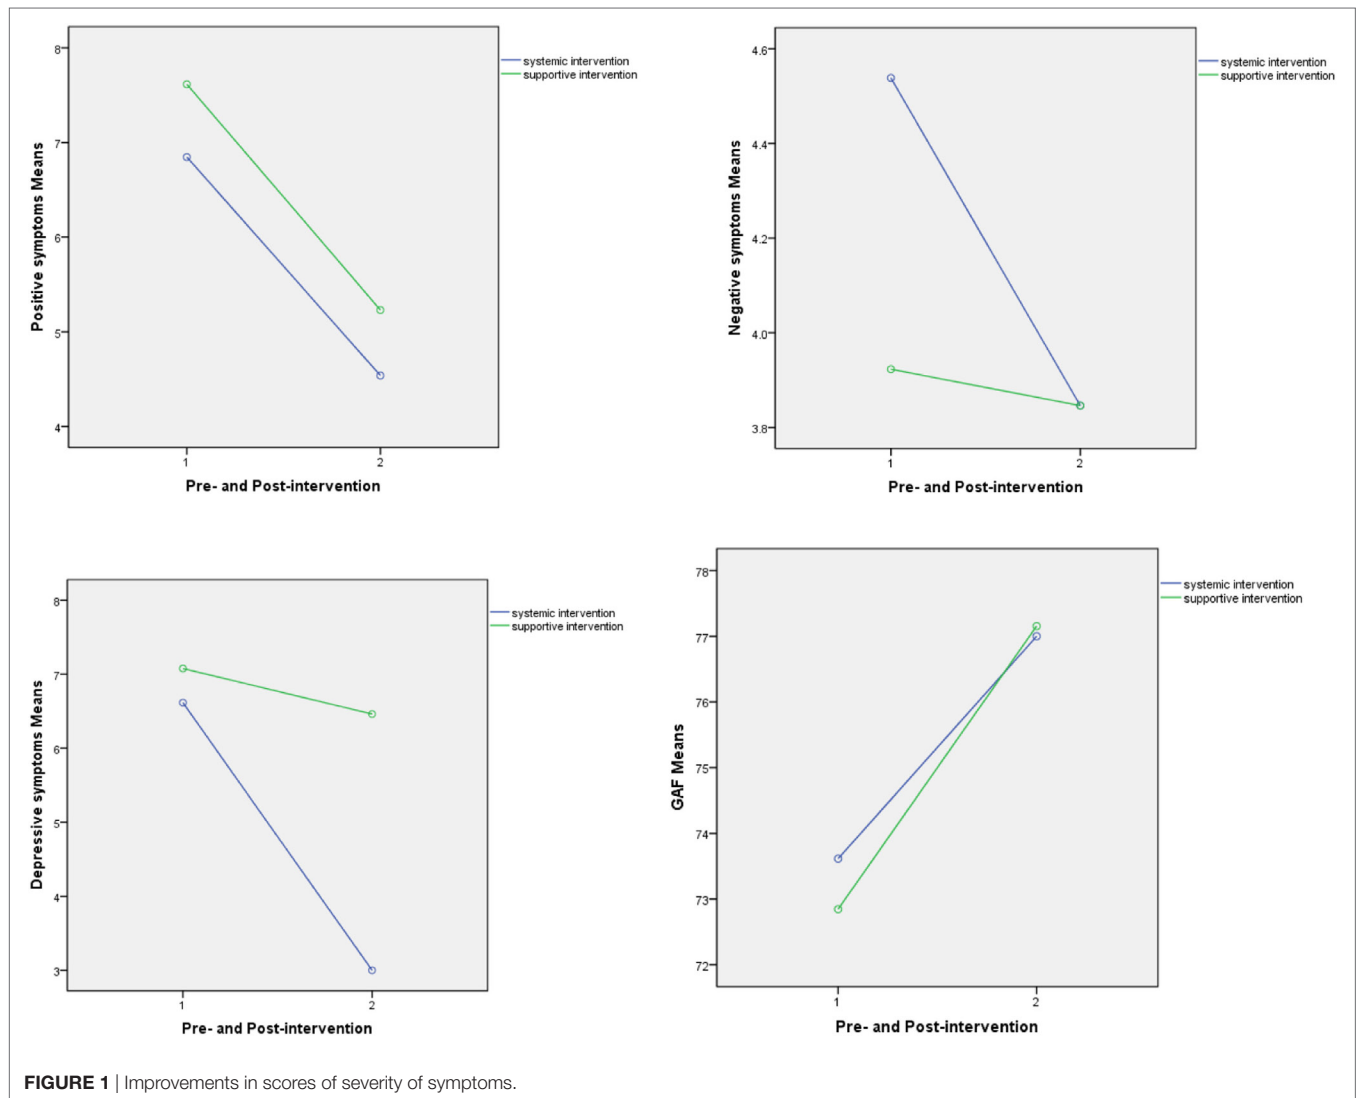 8
7
6
5
4
Positive symptoms Means
1 2
Pre- and Post-intervention
systemic intervention
supportive intervention
4.6
4.4
4.2
4.0
3.8
Negative symptoms Means
1 2
Pre- and Post-intervention
systemic intervention
supportive intervention
8
7
6
5
4
3
Depressive symptoms Means
1 2
Pre- and Post-intervention
systemic intervention
supportive intervention
78
77
76
75
74
73
72
GAF Means
1 2
Pre- and Post-intervention
systemic intervention
supportive intervention
FIGURE 1 | Improvements in scores of severity of symptoms.